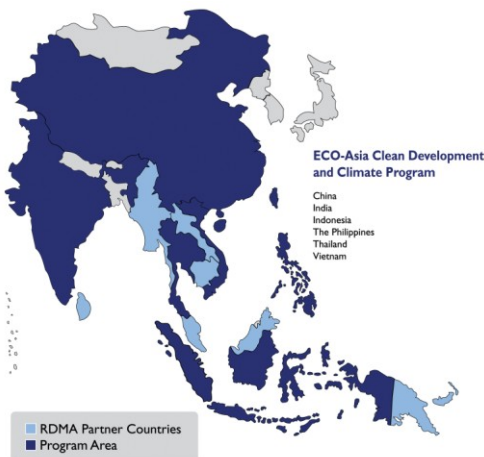 ECO-Asia Clean Development
and Climate Program
China
India
Indonesia
The Philippines
Thailand
Vietnam
RDMA Partner Countries
Program Area